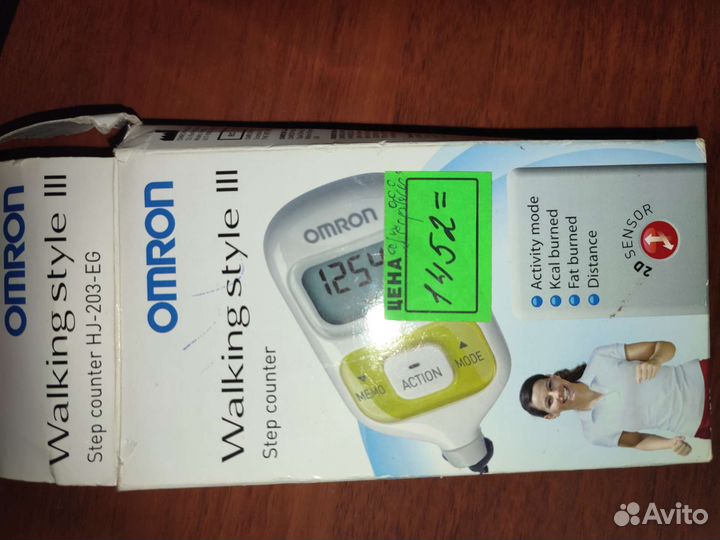 OMRON
Walking style III
Step counter HJ-203-EG
OMRON
Walking style III
Step counter
OMRON
MEMO
ACTION
MODE
ЦЕНА
1452=
Activity mode
Kcal burned
Fat burned
Distance
2D SENSOR
Avito